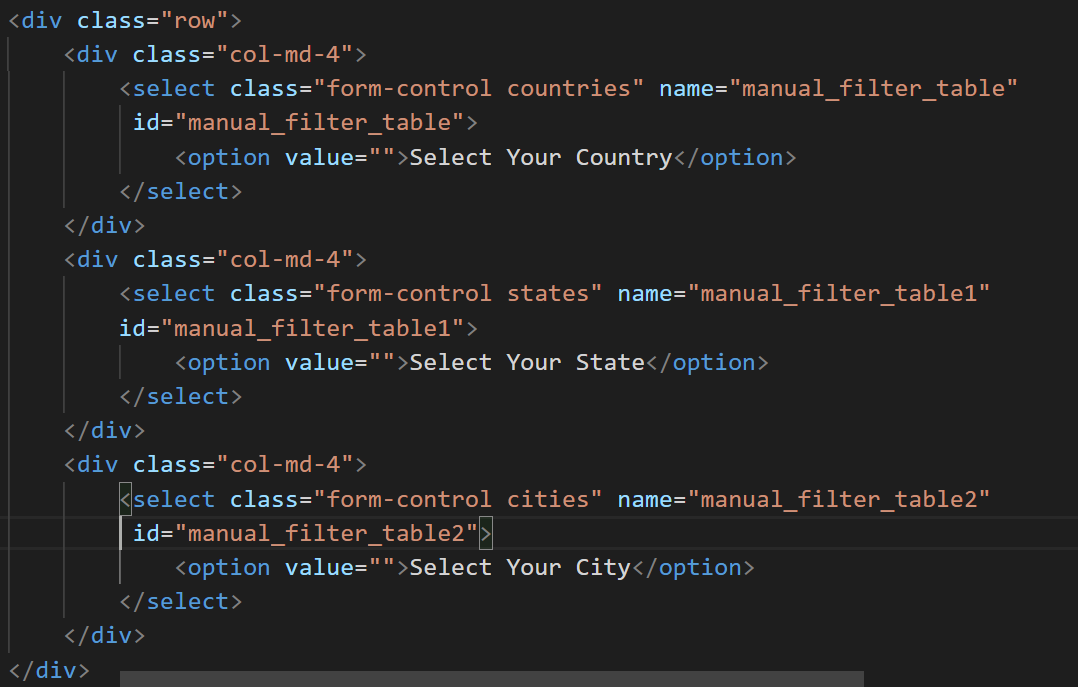 <div class="row">
    <div class="col-md-4">
        <select class="form-control countries" name="manual_filter_table"
         id="manual_filter_table">
            <option value="">Select Your Country</option>
        </select>
    </div>
    <div class="col-md-4">
        <select class="form-control states" name="manual_filter_table1"
        id="manual_filter_table1">
            <option value="">Select Your State</option>
        </select>
    </div>
    <div class="col-md-4">
        <select class="form-control cities" name="manual_filter_table2"
         id="manual_filter_table2">
            <option value="">Select Your City</option>
        </select>
    </div>
</div>